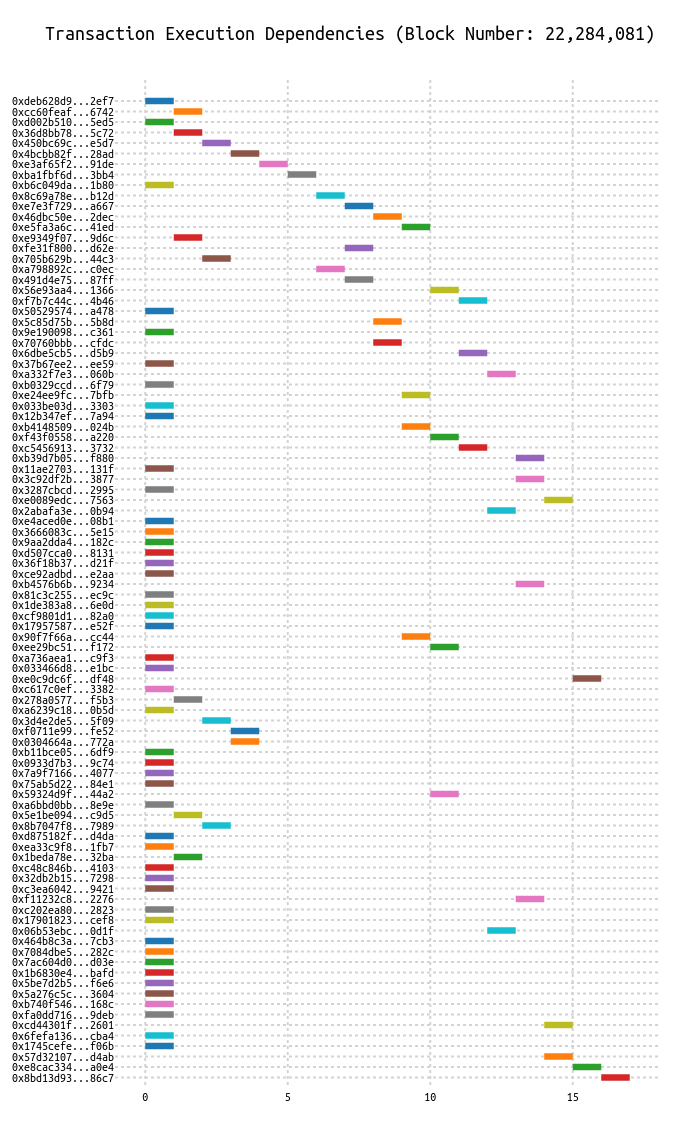 Transaction Execution Dependencies (Block Number: 22,284,081)
0xdeb628d9...2ef7
0xcc60feaf...6742
0xd002b510...5ed5
0x36d8bb78...5c72
0x450bc69c...e5d7
0x4bcbb82f...28ad
0xe3af65f2...91de
0xba1fbf6d...3bb4
0xb6c049da...1b80
0x8c69a78e...b12d
0xe7e3f729...a667
0x46dbc50e...2dec
0xe5fa3a6c...41ed
0xe9349f07...9d6c
0xfe31f800...d62e
0x705b629b...44c3
0xa798892c...c0ec
0x491d4e75...87ff
0x56e93aa4...1366
0xf7b7c44c...4b46
0x50529574...a478
0x5c85d75b...5b8d
0x9e190098...c361
0x70760bbb...cfdc
0x6dbe5cb5...d5b9
0x37b67ee2...ee59
0xa332f7e3...060b
0xb0329ccd...6f79
0xe24ee9fc...7bfb
0x033be03d...3303
0x12b347ef...7a94
0xb4148509...024b
0xf43f0558...a220
0xc5456913...3732
0xb39d7b05...f880
0x11ae2703...131f
0x3c92df2b...3877
0x3287cbcd...2995
0xe0089edc...7563
0x2abafa3e...0b94
0xe4aced0e...08b1
0x3666083c...5e15
0x9aa2dda4...182c
0xd507cca0...8131
0x36f18b37...d21f
0xce92adbd...e2aa
0xb4576b6b...9234
0x81c3c255...ec9c
0x1de383a8...6e0d
0xcf9801d1...82a0
0x17957587...e52f
0x90f7f66a...cc44
0xee29bc51...f172
0xa736aea1...c9f3
0x033466d8...e1bc
0xe0c9dc6f...df48
0xc617c0ef...3382
0x278a0577...f5b3
0xa6239c18...0b5d
0x3d4e2de5...5f09
0xf0711e99...fe52
0x0304664a...772a
0xb11bce05...6df9
0x0933d7b3...9c74
0x7a9f7166...4077
0x75ab5d22...84e1
0x59324d9f...44a2
0xa6bbd0bb...8e9e
0x5e1be094...c9d5
0x8b7047f8...7989
0xd875182f...d4da
0xea33c9f8...1fb7
0x1beda78e...32ba
0xc48c846b...4103
0x32db2b15...7298
0xc3ea6042...9421
0xf11232c8...2276
0xc202ea80...2823
0x17901823...cef8
0x06b53ebc...0d1f
0x464b8c3a...7cb3
0x7084dbe5...282c
0x7ac604d0...d03e
0x1b6830e4...bafd
0x5be7d2b5...f6e6
0x5a276c5c...3604
0xb740f546...168c
0xfa0dd716...9deb
0xcd44301f...2601
0x6fefa136...cba4
0x1745cefe...f06b
0x57d32107...d4ab
0xe8cac334...a0e4
0x8bd13d93...86c7
0 5 10 15